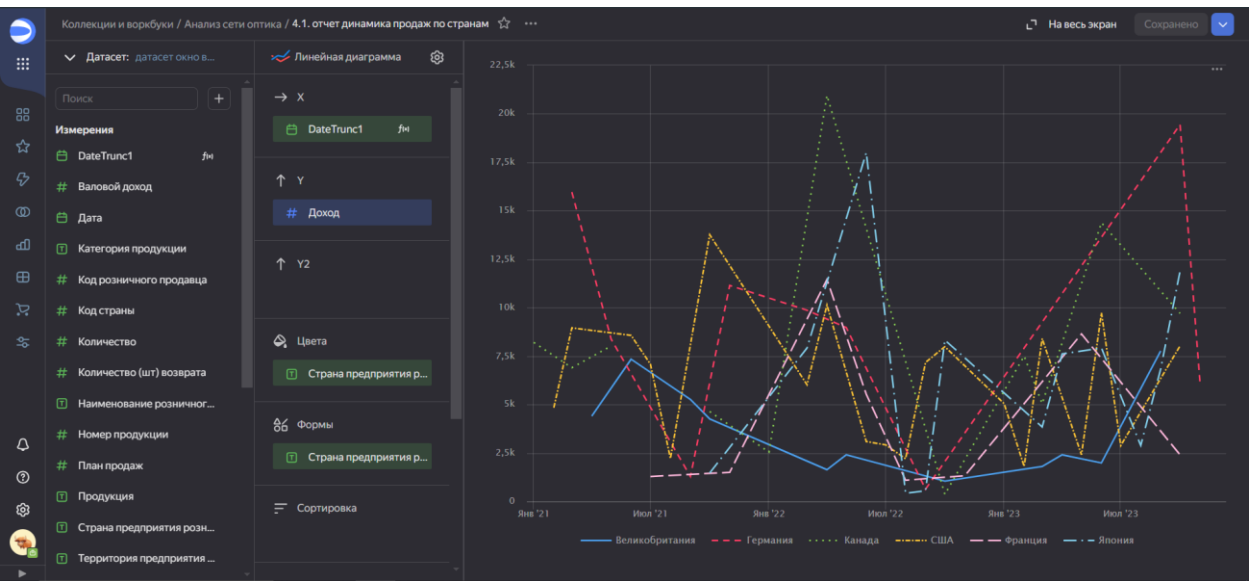 Коллекции и воркбуки / Анализ сети оптика / 4.1. отчет динамика продаж по странам
На весь экран
Сохранено
Датасет: датасет окно в...
Поиск
Измерения
DateTrunc1
Валовой доход
Дата
Категория продукции
Код розничного продавца
Код страны
Количество
Количество (шт) возврата
Наименование розничног...
Номер продукции
План продаж
Продукция
Страна предприятия розн...
Территория предприятия ...
Линейная диаграмма
X
DateTrunc1
Y
Доход
Y2
Цвета
Страна предприятия р...
Формы
Страна предприятия р...
Сортировка
22,5k
20k
17,5k
15k
12,5k
10k
7,5k
5k
2,5k
0
Янв '21 Июл '21 Янв '22 Июл '22 Янв '23 Июл '23
Великобритания Германия Канада США Франция Япония